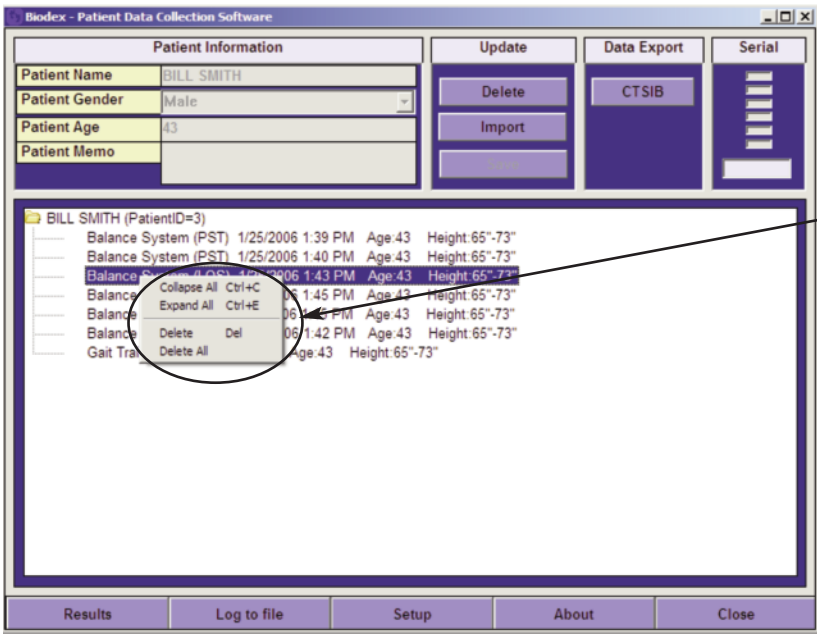 Biodex - Patient Data Collection Software
Patient Information
Update
Data Export
Serial
Patient Name BILL SMITH
Patient Gender Male
Patient Age 43
Patient Memo
Delete
Import
Save
CTSIB
BILL SMITH (PatientID=3)
Balance System (PST) 1/25/2006 1:39 PM Age:43 Height:65"-73"
Balance System (PST) 1/25/2006 1:40 PM Age:43 Height:65"-73"
Balance System (LOS) 1/25/2006 1:43 PM Age:43 Height:65"-73"
Balance 06 1:45 PM Age:43 Height:65"-73"
Balance PM Age:43 Height:65"-73"
Balance 06 1:42 PM Age:43 Height:65"-73"
Gait Age:43 Height:65"-73"
Collapse All Ctrl+C
Expand All Ctrl+E
Delete Del
Delete All
Results
Log to file
Setup
About
Close